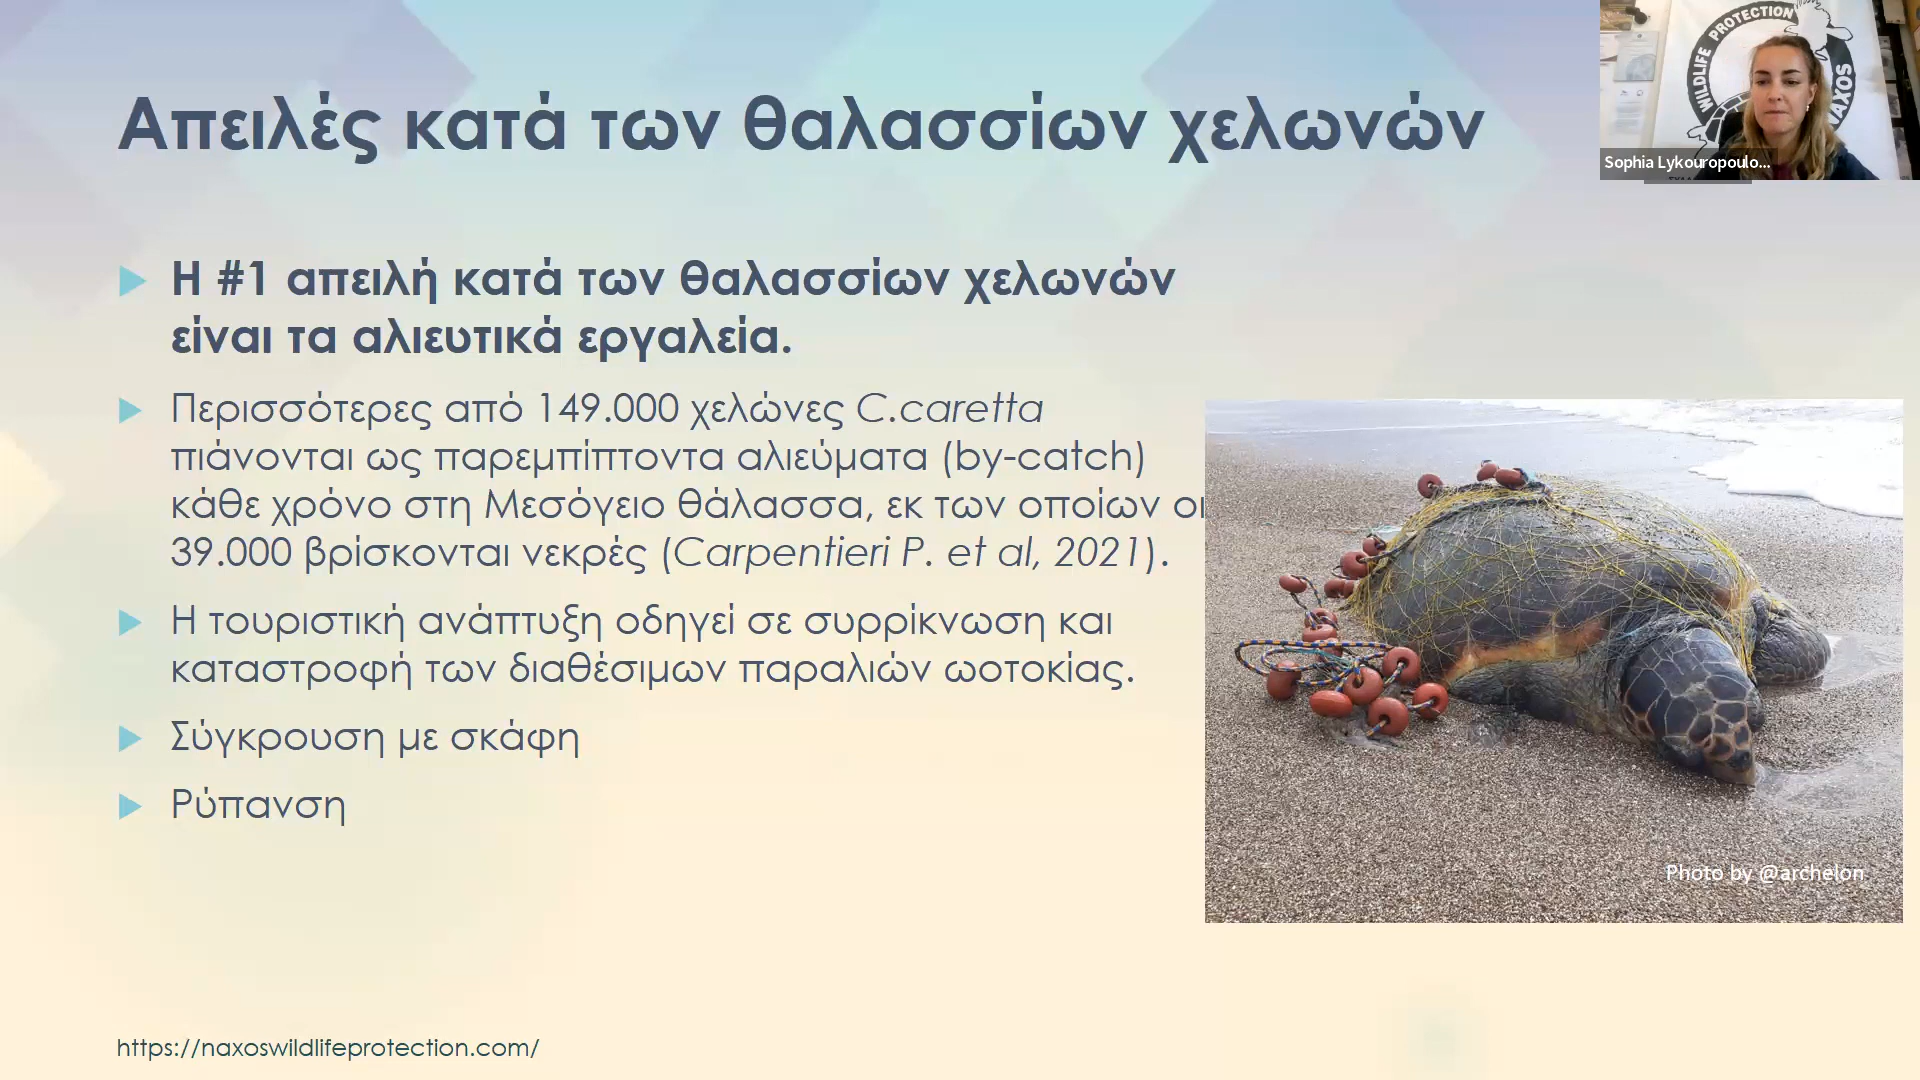 Απειλές κατά των θαλασσίων χελωνών
WILDLIFE PROTECTION
NAXOS
Sophia Lykouropoulo...
Η #1 απειλή κατά των θαλασσίων χελωνών
είναι τα αλιευτικά εργαλεία.
Περισσότερες από 149.000 χελώνες C.caretta
πιάνονται ως παρεμπίπτοντα αλιεύματα (by-catch)
κάθε χρόνο στη Μεσόγειο θάλασσα, εκ των οποίων οι
39.000 βρίσκονται νεκρές (Carpentieri P. et al, 2021).
Η τουριστική ανάπτυξη οδηγεί σε συρρίκνωση και
καταστροφή των διαθέσιμων παραλιών ωοτοκίας.
Σύγκρουση με σκάφη
Ρύπανση
Photo by @archelon
https://naxoswildlifeprotection.com/